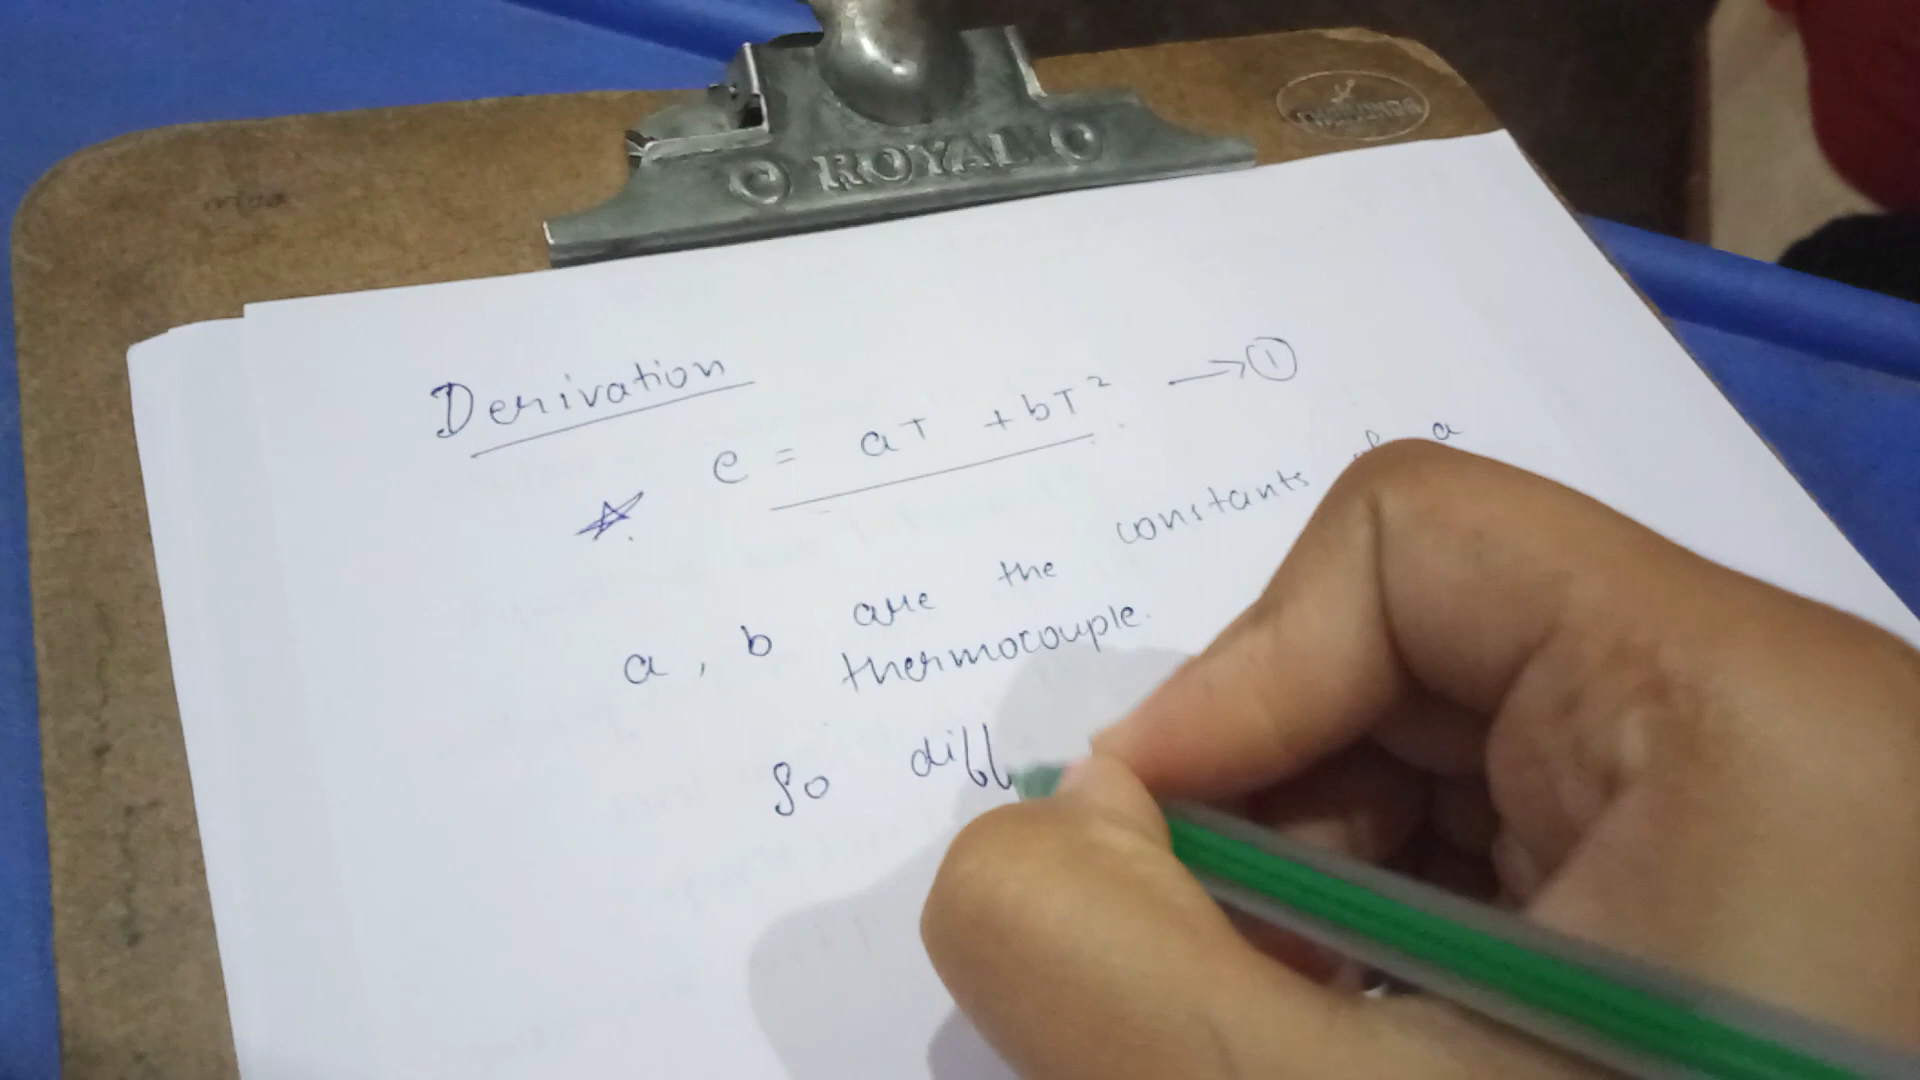 ROYAL
Derivation
e = aT + bT² → ①
a, b are the constants a
thermocouple.
So diff